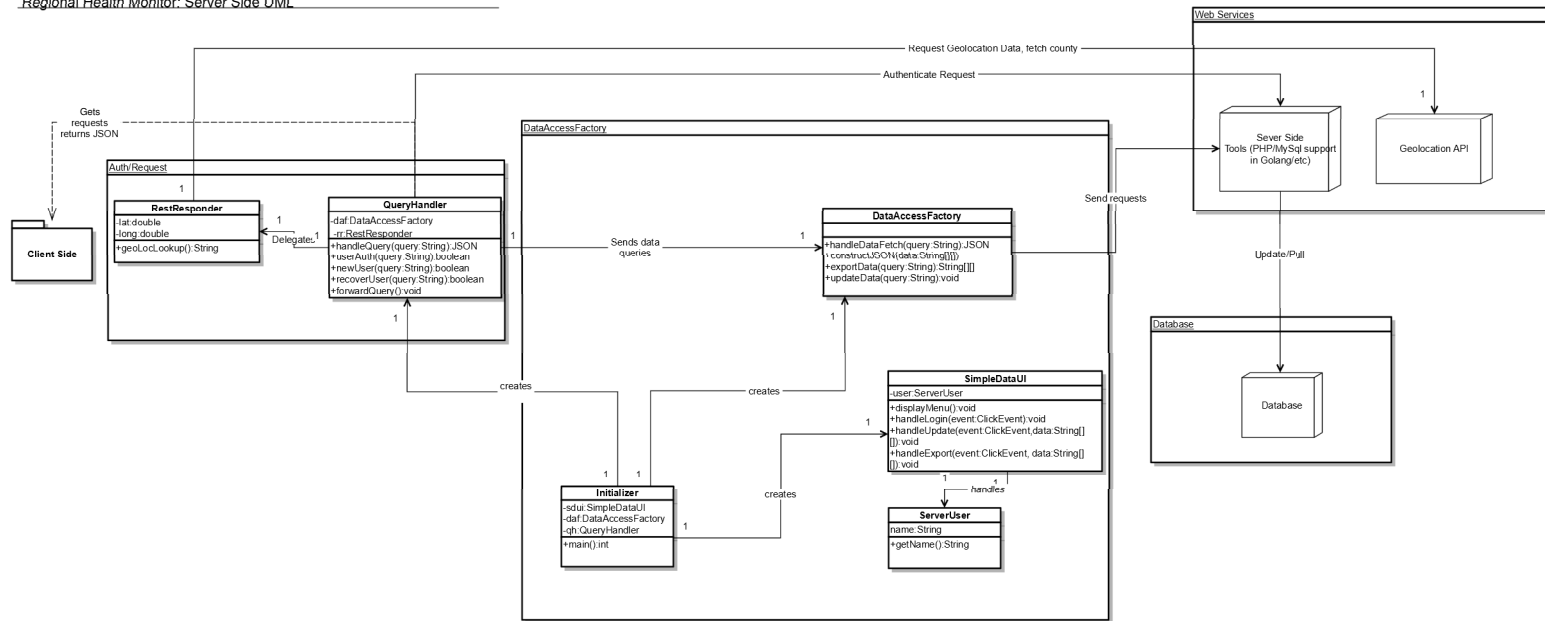 Regional Health Monitor: Server Side UML
Web Services
Request Geolocation Data, fetch county
Authenticate Request
1
Gets
requests
returns JSON
Sever Side
Tools (PHP/MySql support
in Golang/etc)
Geolocation API
DataAccessFactory
Auth/Request
1
RestResponder
-lat:double
-long:double
+geoLocLookup():String
1
Delegates
1
QueryHandler
-daf:DataAccessFactory
-rr:RestResponder
+handleQuery(query:String):JSON
+userAuth(query:String):boolean
+newUser(query:String):boolean
+recoverUser(query:String):boolean
+forwardQuery():void
1
Sends data
queries
1
DataAccessFactory
+handleDataFetch(query:String):JSON
+constructJSON(data:String[][])
+exportData(query:String):String[][]
+updateData(query:String):void
Send requests
Client Side
Update/Pull
1
1
Database
Database
creates
creates
SimpleDataUI
-user:ServerUser
+displayMenu():void
+handleLogin(event:ClickEvent):void
+handleUpdate(event:ClickEvent,data:String[]
[]):void
+handleExport(event:ClickEvent, data:String[]
[]):void
1
1
1
Initializer
-sdui:SimpleDataUI
-daf:DataAccessFactory
-qh:QueryHandler
+main():int
1
creates
1
1
handles
ServerUser
name:String
+getName():String